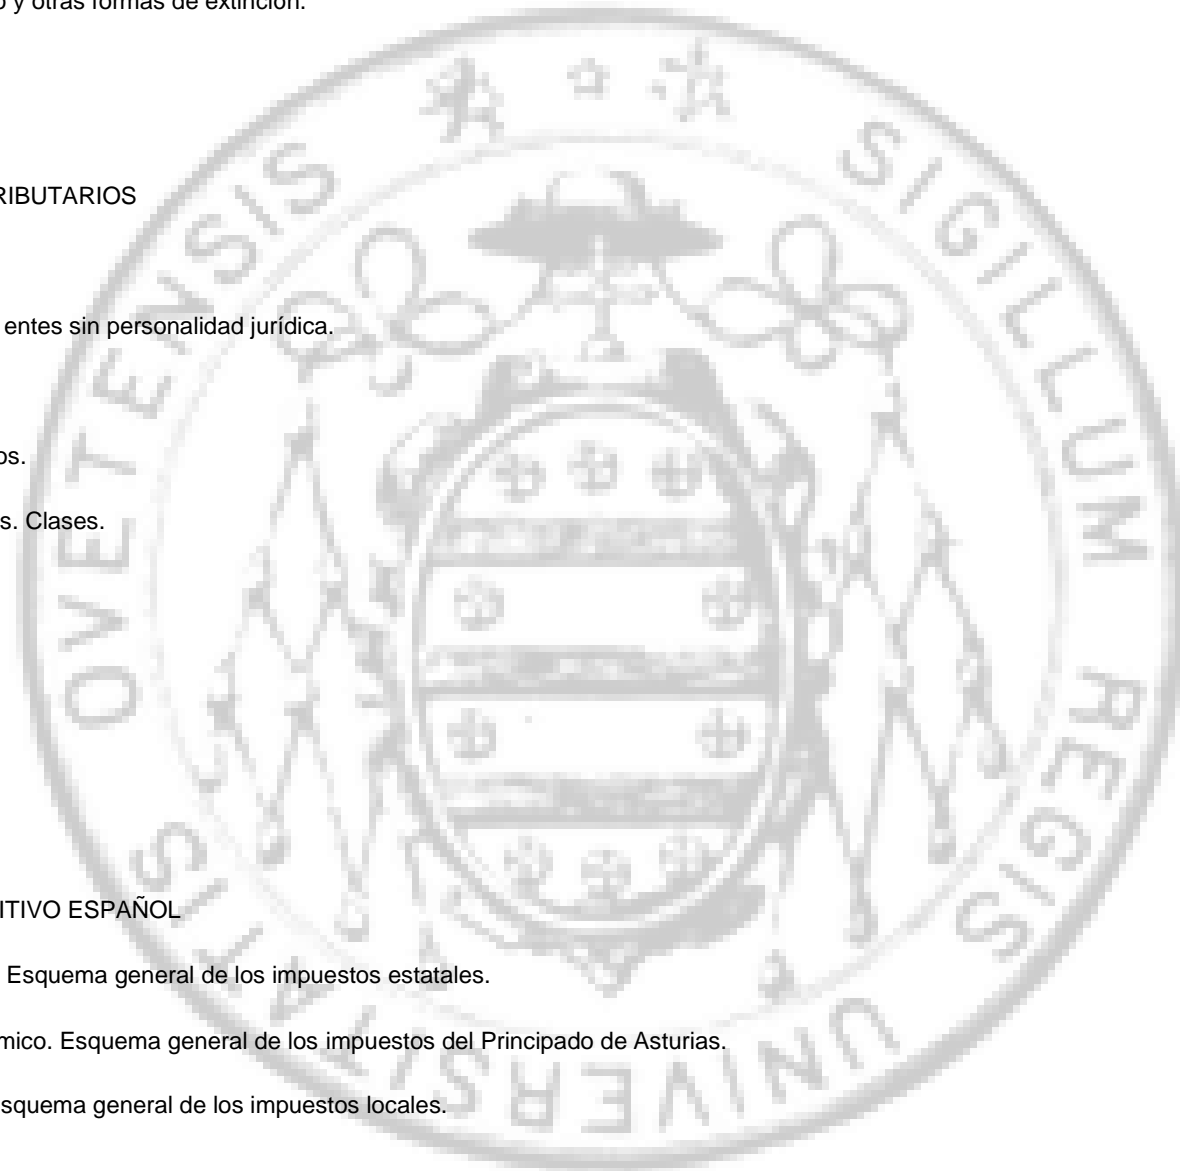 y otras formas de extinción.
RIBUTARIOS
entes sin personalidad jurídica.
os.
s. Clases.
ITIVO ESPAÑOL
Esquema general de los impuestos estatales.
mico. Esquema general de los impuestos del Principado de Asturias.
squema general de los impuestos locales.
SIGILLUM REGIS UNIVERSITATIS OVETENSIS